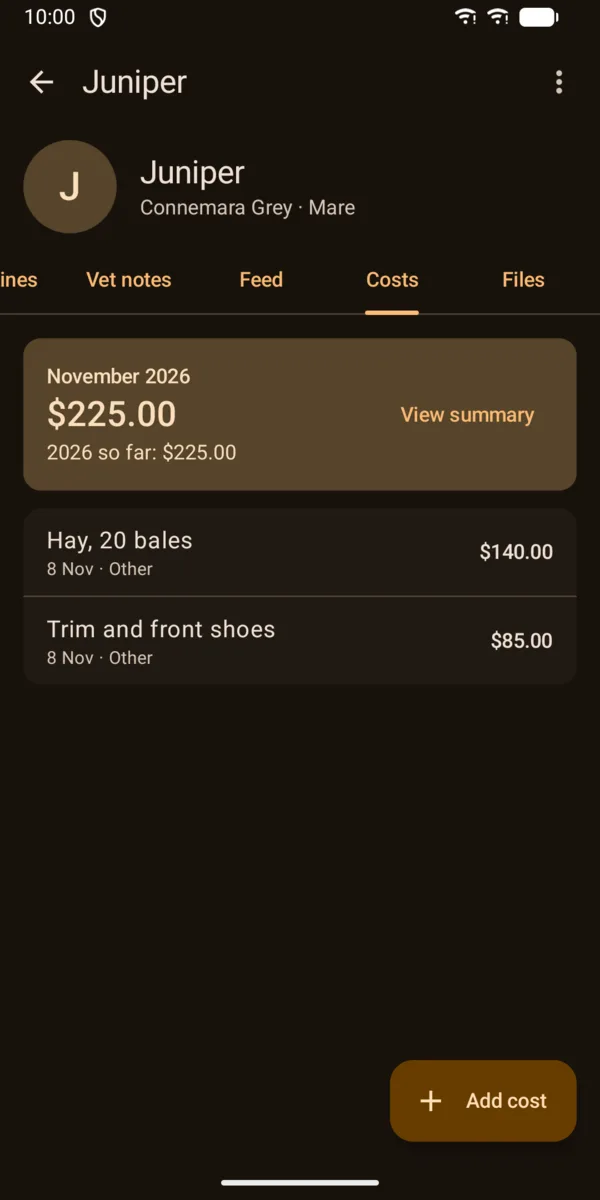 10:00
Juniper
J
Juniper
Connemara Grey · Mare
ines
Vet notes
Feed
Costs
Files
November 2026
$225.00
View summary
2026 so far: $225.00
Hay, 20 bales
$140.00
8 Nov · Other
Trim and front shoes
$85.00
8 Nov · Other
Add cost